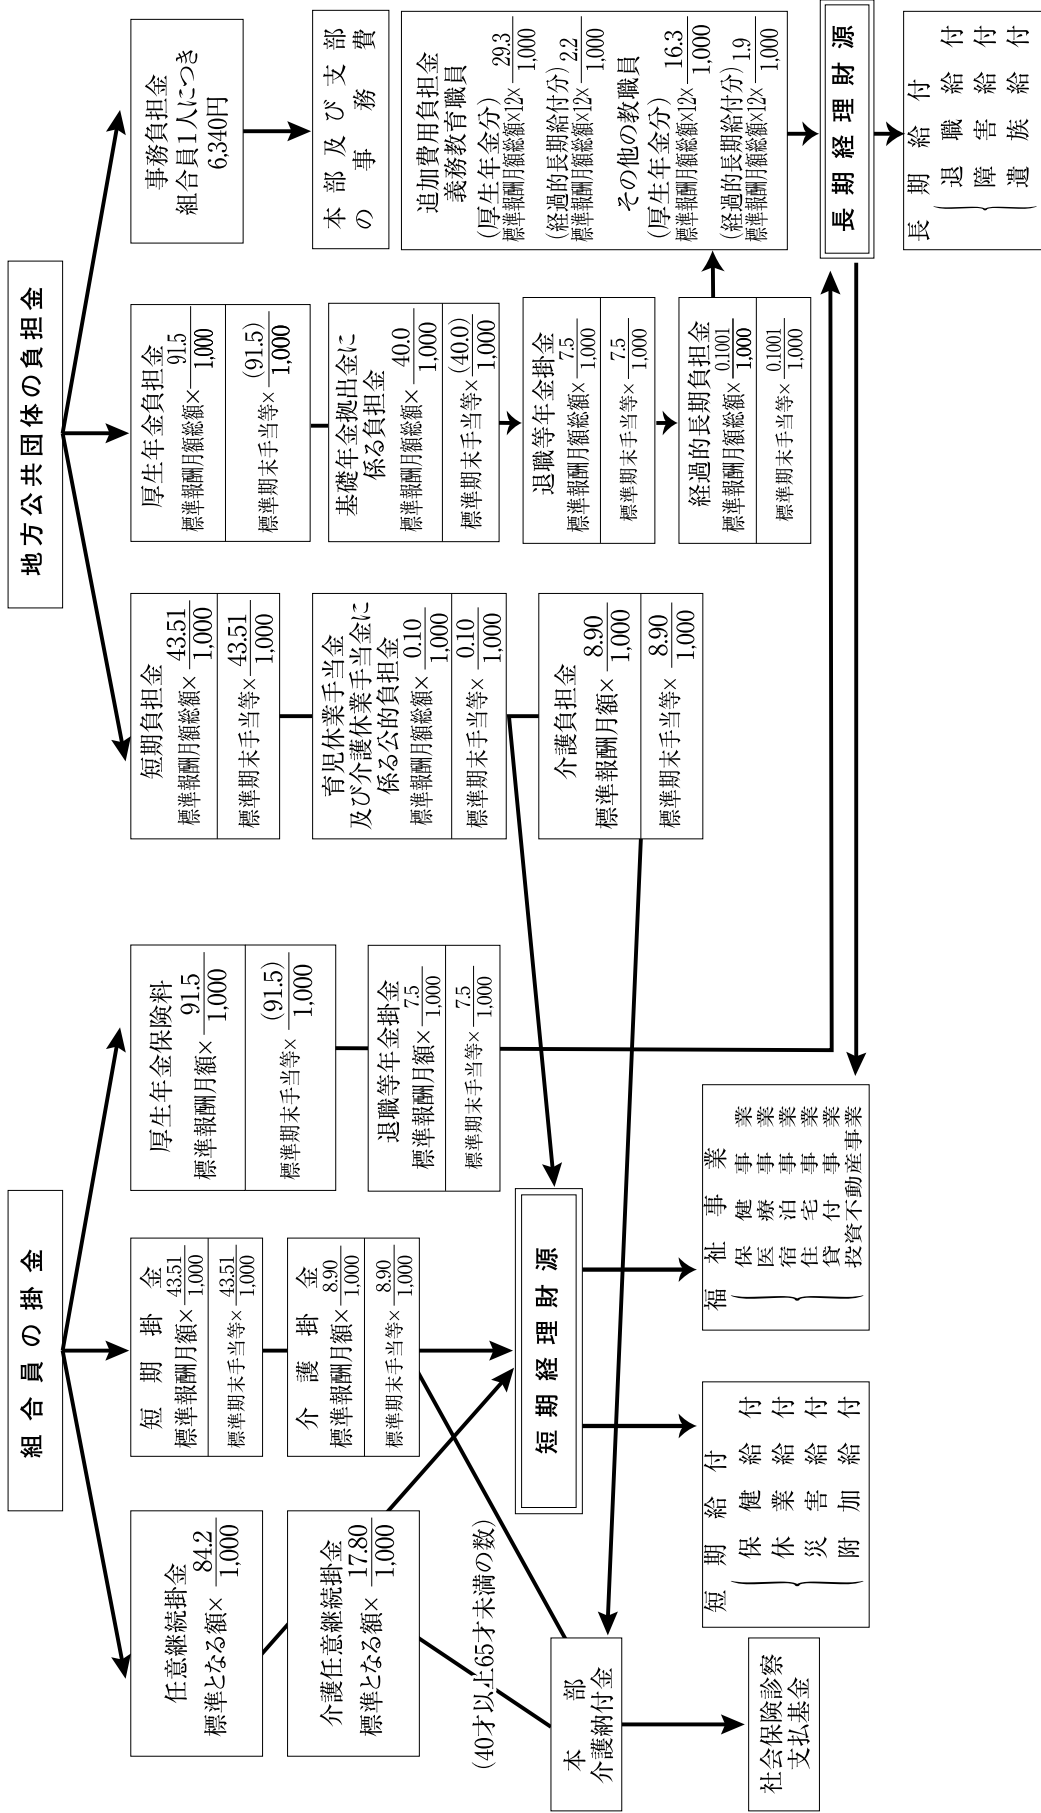 組合員の掛金
任意継続掛金
標準となる額×84.2/1,000
介護任意継続掛金
標準となる額×17.80/1,000
短期掛金
標準報酬月額×43.51/1,000
標準期末手当等×43.51/1,000
介護掛金
標準報酬月額×8.90/1,000
標準期末手当等×8.90/1,000
厚生年金保険料
標準報酬月額×91.5/1,000
標準期末手当等×(91.5)/1,000
退職等年金掛金
標準報酬月額×7.5/1,000
標準期末手当等×7.5/1,000
(40才以上65才未満の数)
本部
介護納付金
社会保険診察
支払基金
短期経理財源
短期給付
保健給付
休業給付
災害給付
附加給付
福祉事業
保健事業
医療事業
宿泊事業
住宅事業
貸付事業
投資不動産事業
地方公共団体の負担金
短期負担金
標準報酬月額総額×43.51/1,000
標準期末手当等×43.51/1,000
育児休業手当金
及び介護休業手当金に
係る公的負担金
標準報酬月額総額×0.10/1,000
標準期末手当等×0.10/1,000
介護負担金
標準報酬月額×8.90/1,000
標準期末手当等×8.90/1,000
厚生年金負担金
標準報酬月額総額×91.5/1,000
標準期末手当等×(91.5)/1,000
基礎年金拠出金に
係る負担金
標準報酬月額総額×40.0/1,000
標準期末手当等×(40.0)/1,000
退職等年金掛金
標準報酬月額総額×7.5/1,000
標準期末手当等×7.5/1,000
経過的長期負担金
標準報酬月額総額×0.1001/1,000
標準期末手当等×0.1001/1,000
事務負担金
組合員1人につき
6,340円
本部及び支部
の事務費
追加費用負担金
義務教育職員
(厚生年金分)
標準報酬月額総額×12×29.3/1,000
(経過的長期給付分)
標準報酬月額総額×12×2.2/1,000
その他の教職員
(厚生年金分)
標準報酬月額総額×12×16.3/1,000
(経過的長期給付分)
標準報酬月額総額×12×1.9/1,000
長期経理財源
長期給付
退職給付
障害給付
遺族給付